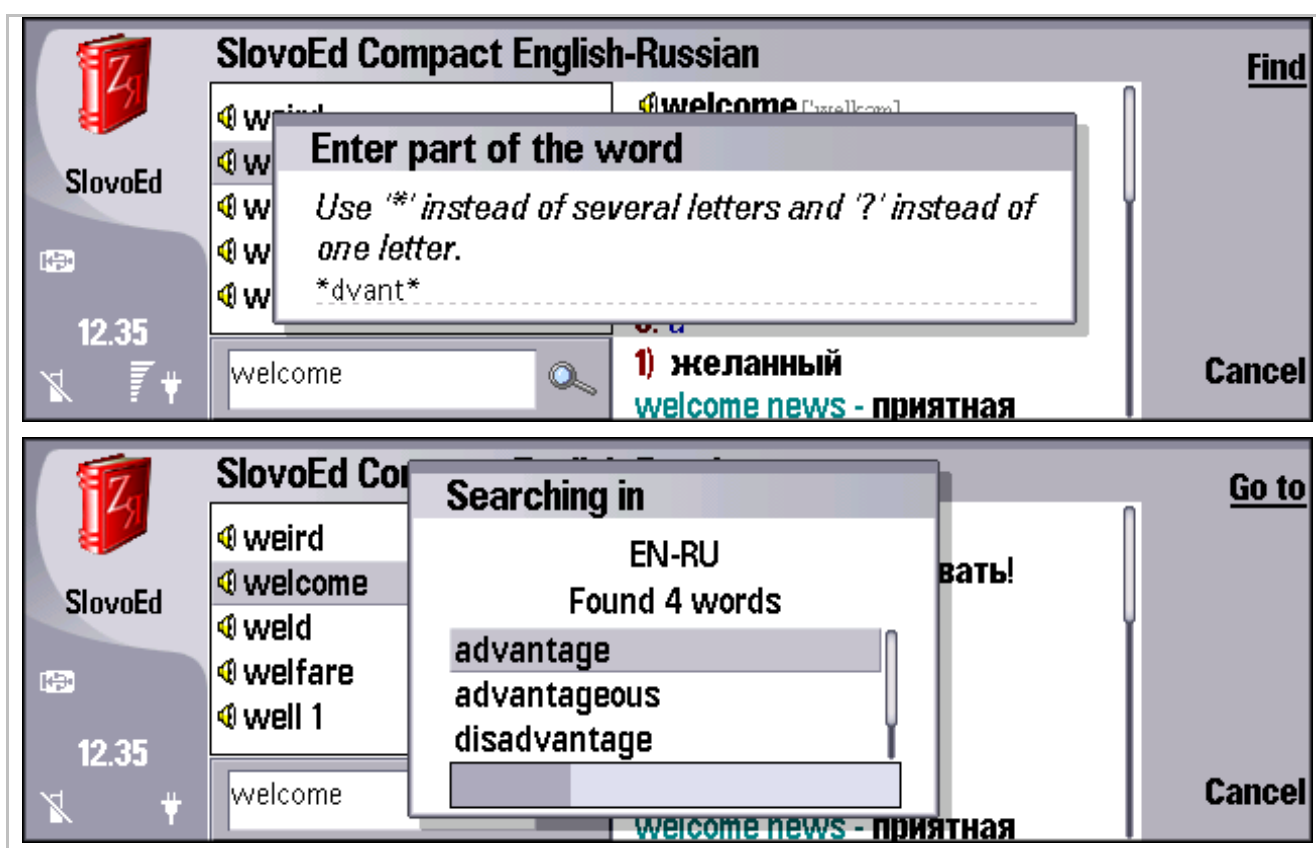 SlovoEd Compact English-Russian
Find
SlovoEd
welcome ['welkəm]
Enter part of the word
Use '*' instead of several letters and '?' instead of
one letter.
*dvant*
12.35
welcome
1) желанный
welcome news - приятная
Cancel
SlovoEd
Searching in
Go to
SlovoEd
weird
welcome
weld
welfare
well 1
EN-RU
Found 4 words
advantage
advantageous
disadvantage
вать!
12.35
welcome
welcome news - приятная
Cancel